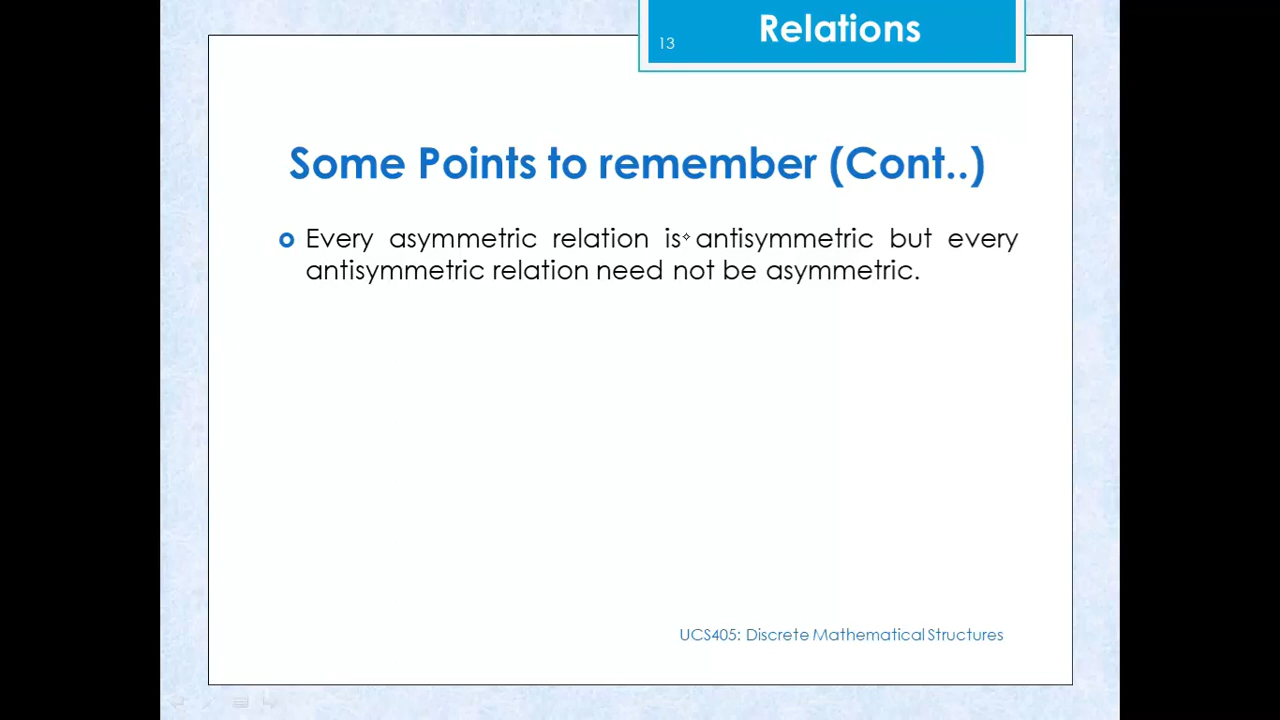 Relations
13
Some Points to remember (Cont..)
Every asymmetric relation is antisymmetric but every
antisymmetric relation need not be asymmetric.
UCS405: Discrete Mathematical Structures